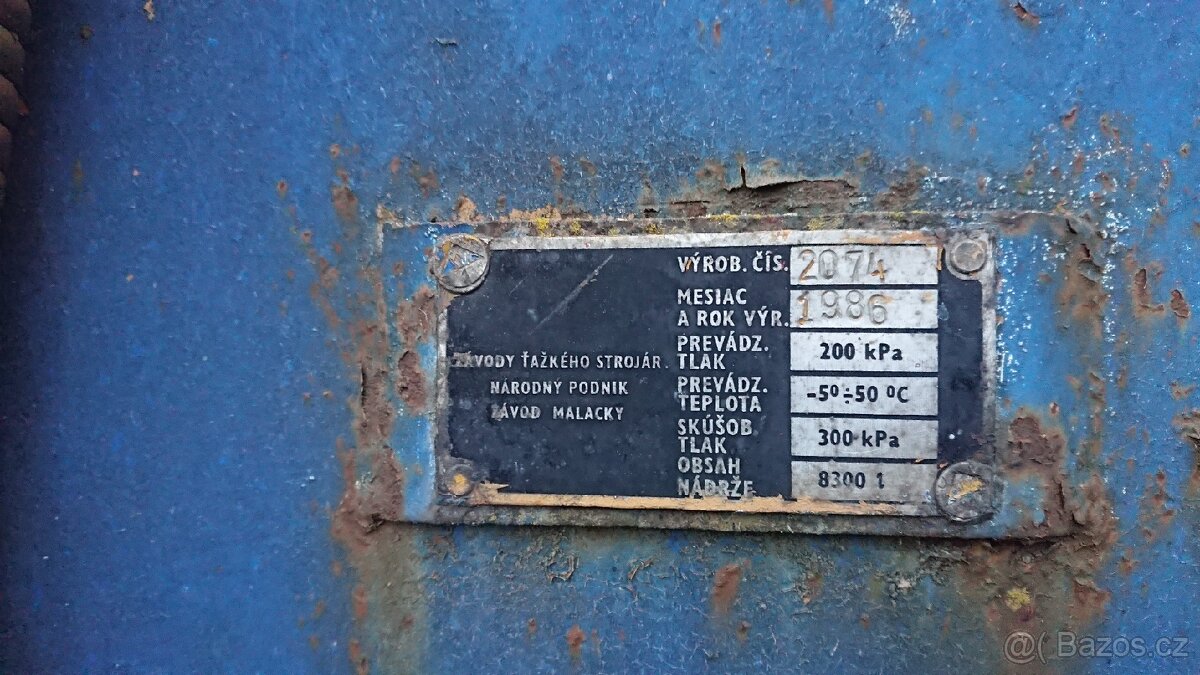 ZÁVODY ŤAŽKÉHO STROJÁR.
NÁRODNÝ PODNIK
ZÁVOD MALACKY
VÝROB. ČÍS. 2074
MESIAC
A ROK VÝR. 1986
PREVÁDZ.
TLAK 200 kPa
PREVÁDZ.
TEPLOTA -5⁰÷50 ⁰C
SKÚŠOB.
TLAK 300 kPa
OBSAH
NÁDRŽE 8300 l
@( Bazos.cz